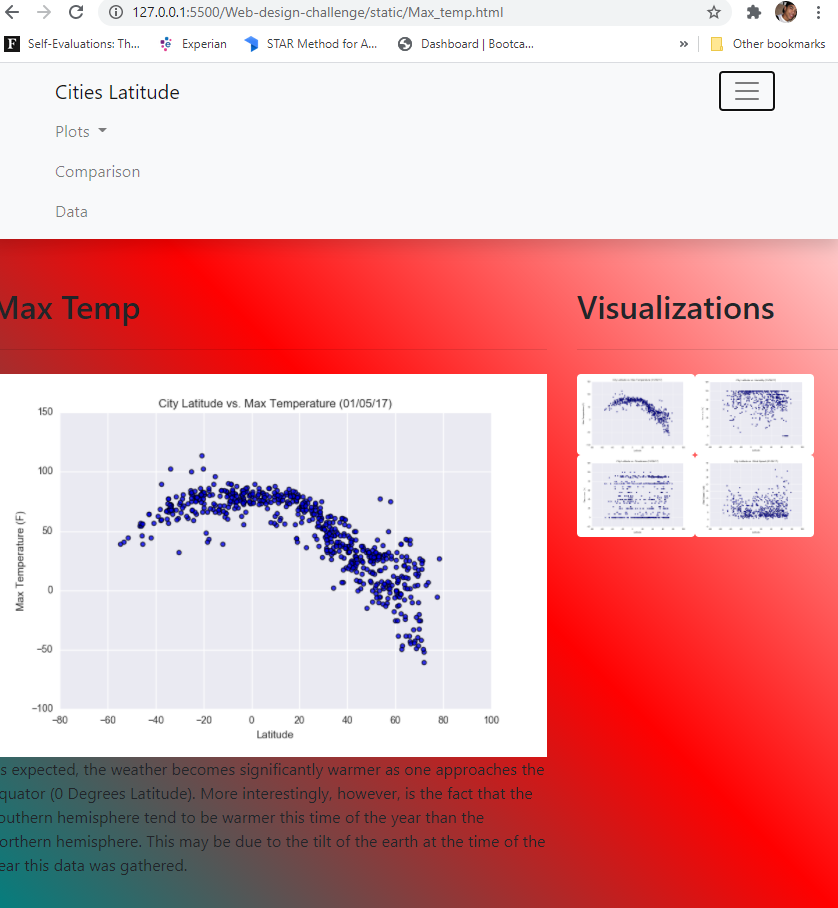 127.0.0.1:5500/Web-design-challenge/static/Max_temp.html
Self-Evaluations: Th...
Experian
STAR Method for A...
Dashboard | Bootca...
»
Other bookmarks
Cities Latitude
Plots
Comparison
Data
Max Temp
Visualizations
City Latitude vs. Max Temperature (01/05/17)
150
100
50
0
−50
−100
Max Temperature (F)
−80 −60 −40 −20 0 20 40 60 80 100
Latitude
s expected, the weather becomes significantly warmer as one approaches the
quator (0 Degrees Latitude). More interestingly, however, is the fact that the
outhern hemisphere tend to be warmer this time of the year than the
orthern hemisphere. This may be due to the tilt of the earth at the time of the
ear this data was gathered.